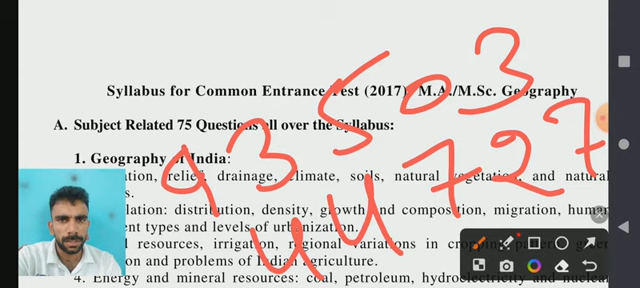 Syllabus for Common Entrance Test (2017) M.A./M.Sc. Geography
A. Subject Related 75 Questions all over the Syllabus:
1. Geography of India:
relief, drainage, climate, soils, natural vegetation, and natural
distribution, density, growth and composition, migration, human
types and levels of urbanization.
resources, irrigation, regional variations in cropping pattern, green
and problems of Indian agriculture.
4. Energy and mineral resources: coal, petroleum, hydroelectricity and nuclear
93503
44727